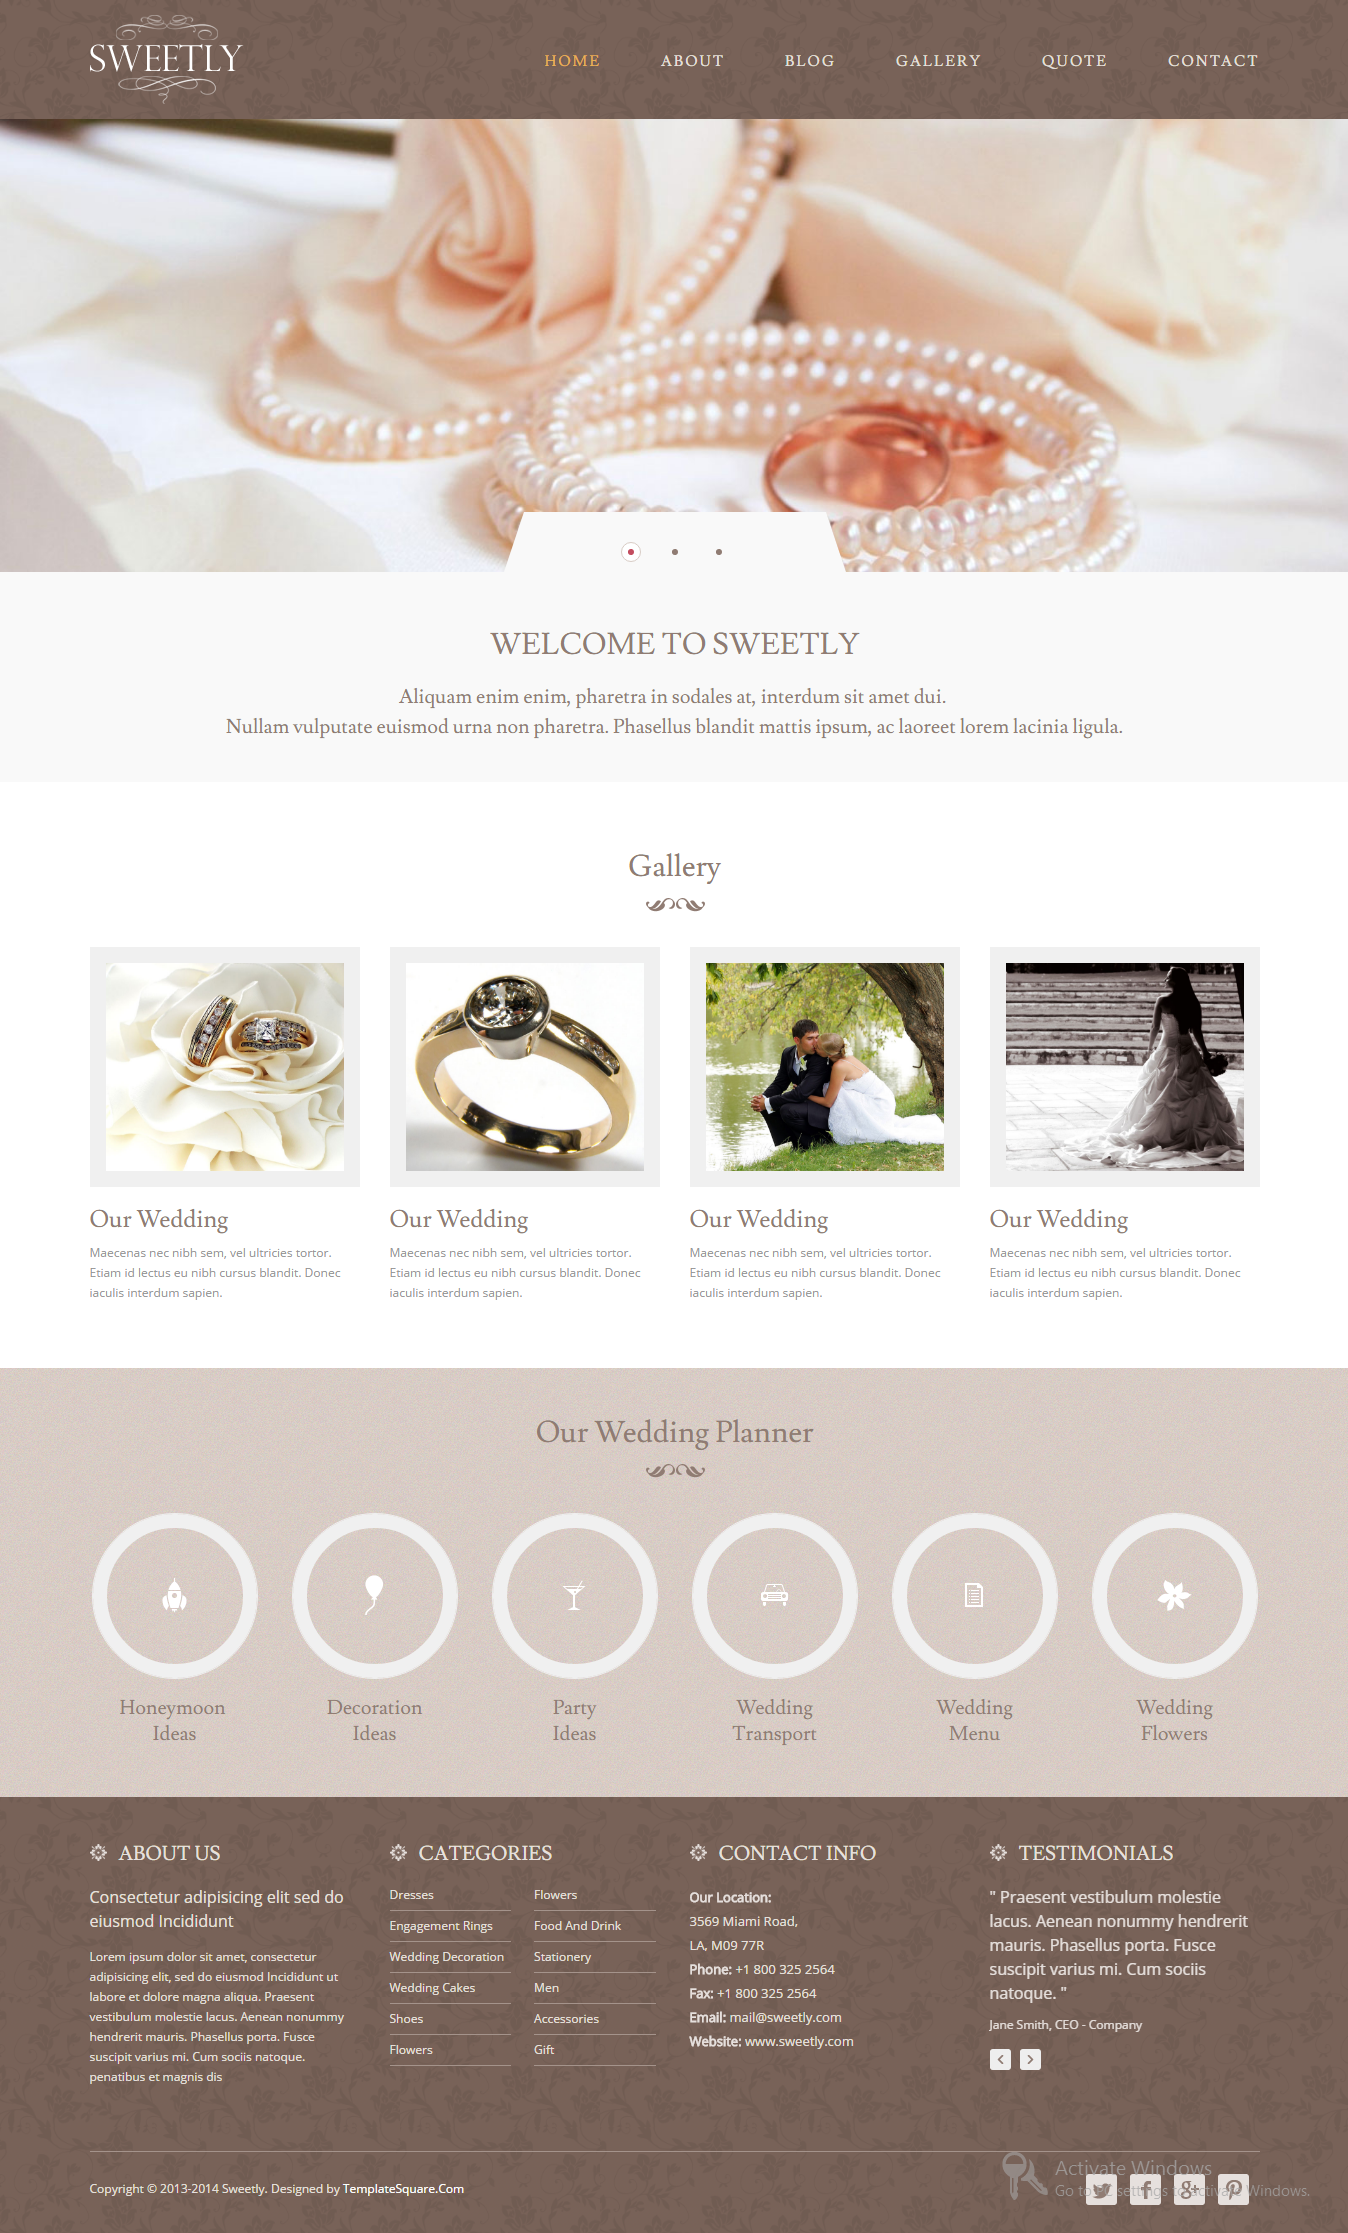 SWEETLY
HOME ABOUT BLOG GALLERY QUOTE CONTACT
WELCOME TO SWEETLY
Aliquam enim enim, pharetra in sodales at, interdum sit amet dui.
Nullam vulputate euismod urna non pharetra. Phasellus blandit mattis ipsum, ac laoreet lorem lacinia ligula.
Gallery
Our Wedding
Maecenas nec nibh sem, vel ultricies tortor.
Etiam id lectus eu nibh cursus blandit. Donec
iaculis interdum sapien.
Our Wedding
Maecenas nec nibh sem, vel ultricies tortor.
Etiam id lectus eu nibh cursus blandit. Donec
iaculis interdum sapien.
Our Wedding
Maecenas nec nibh sem, vel ultricies tortor.
Etiam id lectus eu nibh cursus blandit. Donec
iaculis interdum sapien.
Our Wedding
Maecenas nec nibh sem, vel ultricies tortor.
Etiam id lectus eu nibh cursus blandit. Donec
iaculis interdum sapien.
Our Wedding Planner
Honeymoon
Ideas
Decoration
Ideas
Party
Ideas
Wedding
Transport
Wedding
Menu
Wedding
Flowers
ABOUT US
Consectetur adipisicing elit sed do
eiusmod Incididunt
Lorem ipsum dolor sit amet, consectetur
adipisicing elit, sed do eiusmod Incididunt ut
labore et dolore magna aliqua. Praesent
vestibulum molestie lacus. Aenean nonummy
hendrerit mauris. Phasellus porta. Fusce
suscipit varius mi. Cum sociis natoque.
penatibus et magnis dis
CATEGORIES
Dresses
Engagement Rings
Wedding Decoration
Wedding Cakes
Shoes
Flowers
Flowers
Food And Drink
Stationery
Men
Accessories
Gift
CONTACT INFO
Our Location:
3569 Miami Road,
LA, M09 77R
Phone: +1 800 325 2564
Fax: +1 800 325 2564
Email: mail@sweetly.com
Website: www.sweetly.com
TESTIMONIALS
" Praesent vestibulum molestie
lacus. Aenean nonummy hendrerit
mauris. Phasellus porta. Fusce
suscipit varius mi. Cum sociis
natoque. "
Jane Smith, CEO - Company
Copyright © 2013-2014 Sweetly. Designed by TemplateSquare.Com
Activate Windows
Go to PC settings to activate Windows.